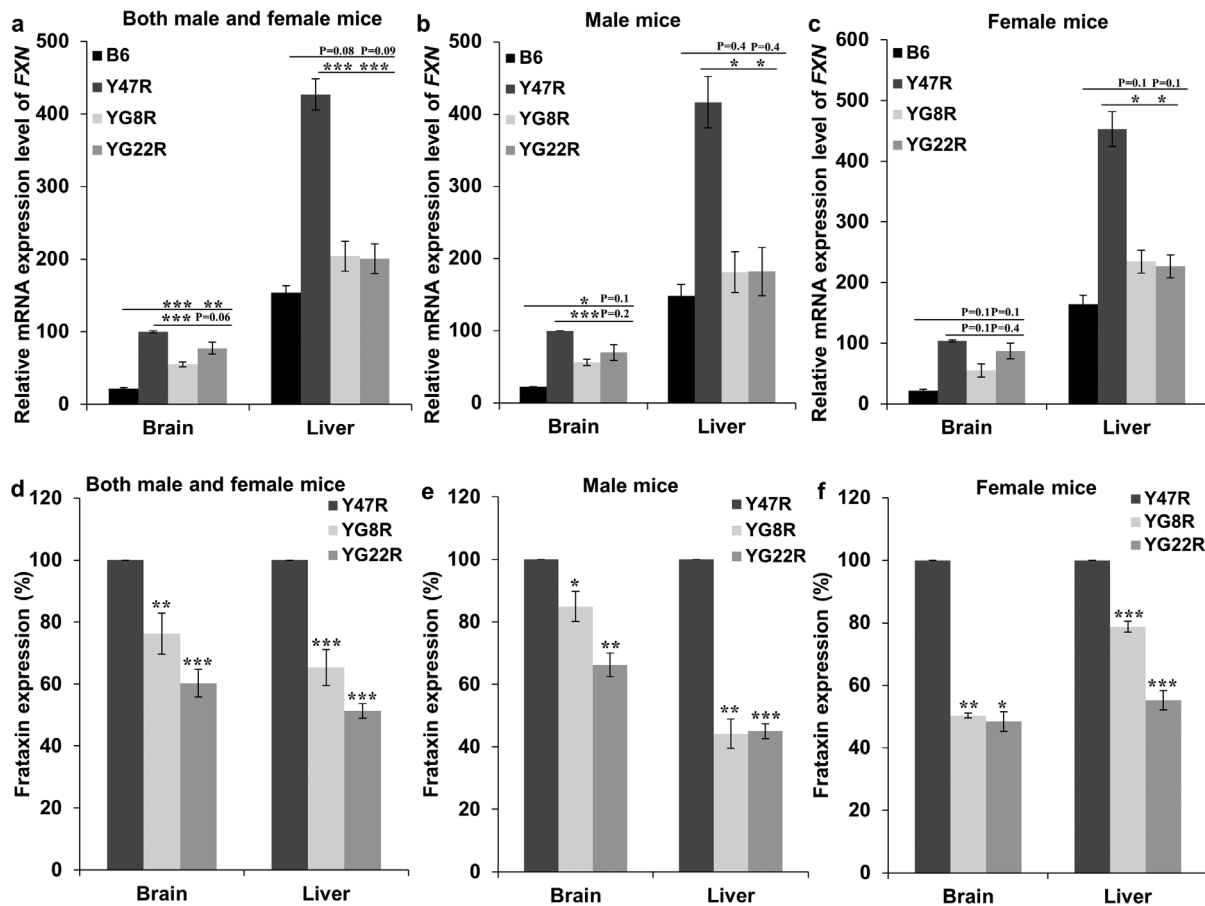 a
Both male and female mice
Relative mRNA expression level of FXN
500
400
300
200
100
0
B6
Y47R
YG8R
YG22R
P=0.08 P=0.09
*** ***
*** **
*** P=0.06
Brain Liver
b
Male mice
Relative mRNA expression level of FXN
500
400
300
200
100
0
B6
Y47R
YG8R
YG22R
P=0.4 P=0.4
* *
* P=0.1
*** P=0.2
Brain Liver
c
Female mice
Relative mRNA expression level of FXN
600
500
400
300
200
100
0
B6
Y47R
YG8R
YG22R
P=0.1 P=0.1
* *
P=0.1 P=0.1
P=0.1 P=0.4
Brain Liver
d
Both male and female mice
Frataxin expression (%)
120
100
80
60
40
20
0
Y47R
YG8R
YG22R
** *** *** ***
Brain Liver
e
Male mice
Frataxin expression (%)
120
100
80
60
40
20
0
Y47R
YG8R
YG22R
* ** ** ***
Brain Liver
f
Female mice
Frataxin expression (%)
120
100
80
60
40
20
0
Y47R
YG8R
YG22R
** * *** ***
Brain Liver